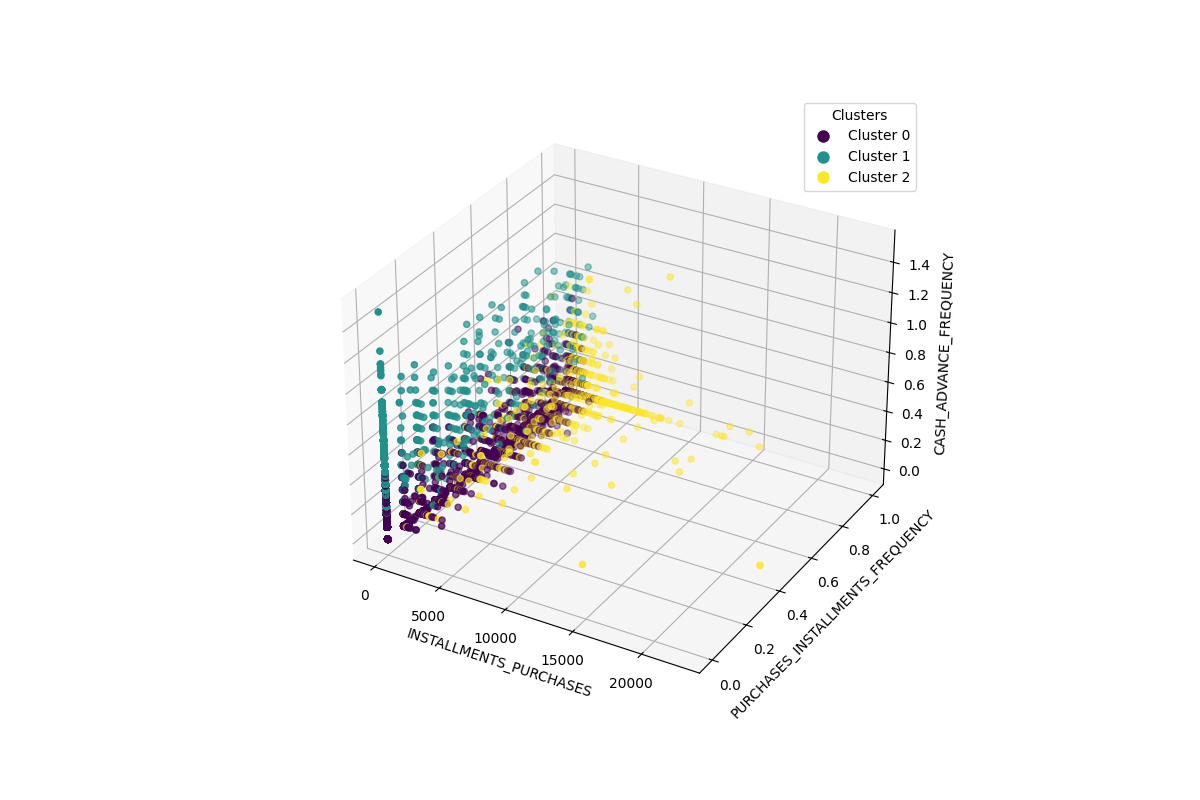 Clusters
Cluster 0
Cluster 1
Cluster 2
1.4
1.2
1.0
0.8
0.6
0.4
0.2
0.0
CASH_ADVANCE_FREQUENCY
0
5000
10000
15000
20000
INSTALLMENTS_PURCHASES
0.0
0.2
0.4
0.6
0.8
1.0
PURCHASES_INSTALLMENTS_FREQUENCY